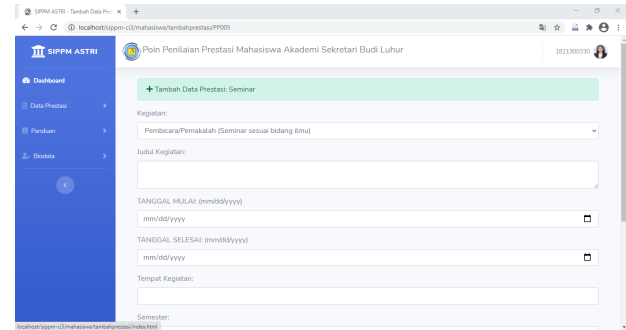 SIPPM ASTRI - Tambah Data Pres
localhost/sippm-ci3/mahasiswa/tambahprestasi/PP005
SIPPM ASTRI
Poin Penilaian Prestasi Mahasiswa Akademi Sekretari Budi Luhur
1821300330
Dashboard
Data Prestasi
Panduan
Biodata
Tambah Data Prestasi: Seminar
Kegiatan:
Pembicara/Pemakalah (Seminar sesuai bidang ilmu)
Judul Kegiatan:
TANGGAL MULAI: (mm/dd/yyyy)
mm/dd/yyyy
TANGGAL SELESAI: (mm/dd/yyyy)
mm/dd/yyyy
Tempat Kegiatan:
Semester:
localhost/sippm-ci3/mahasiswa/tambahprestasi/index.html